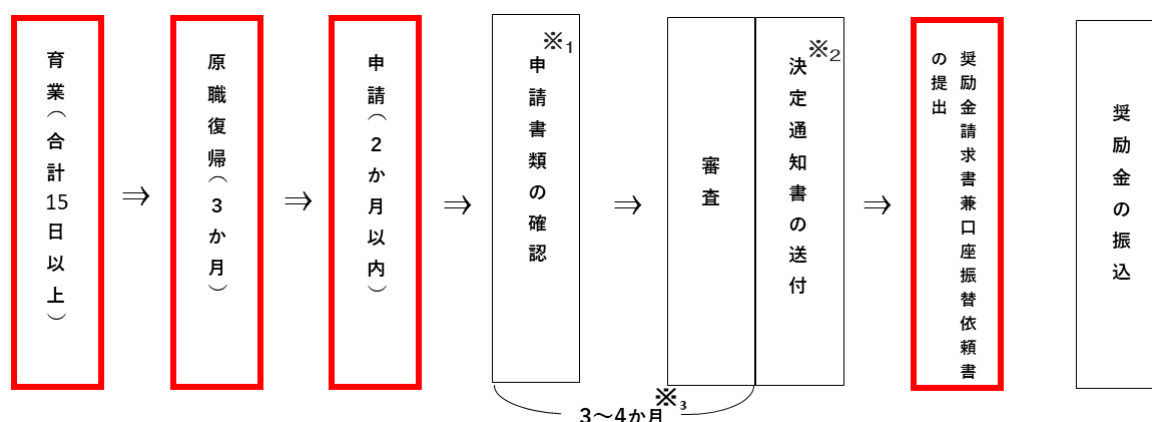 育業（合計15日以上）
⇒
原職復帰（3か月）
⇒
申請（2か月以内）
⇒
※1
申請書類の確認
⇒
審査
※2
決定通知書の送付
⇒
奨励金請求書兼口座振替依頼書
の提出
奨励金の振込
3～4か月※3